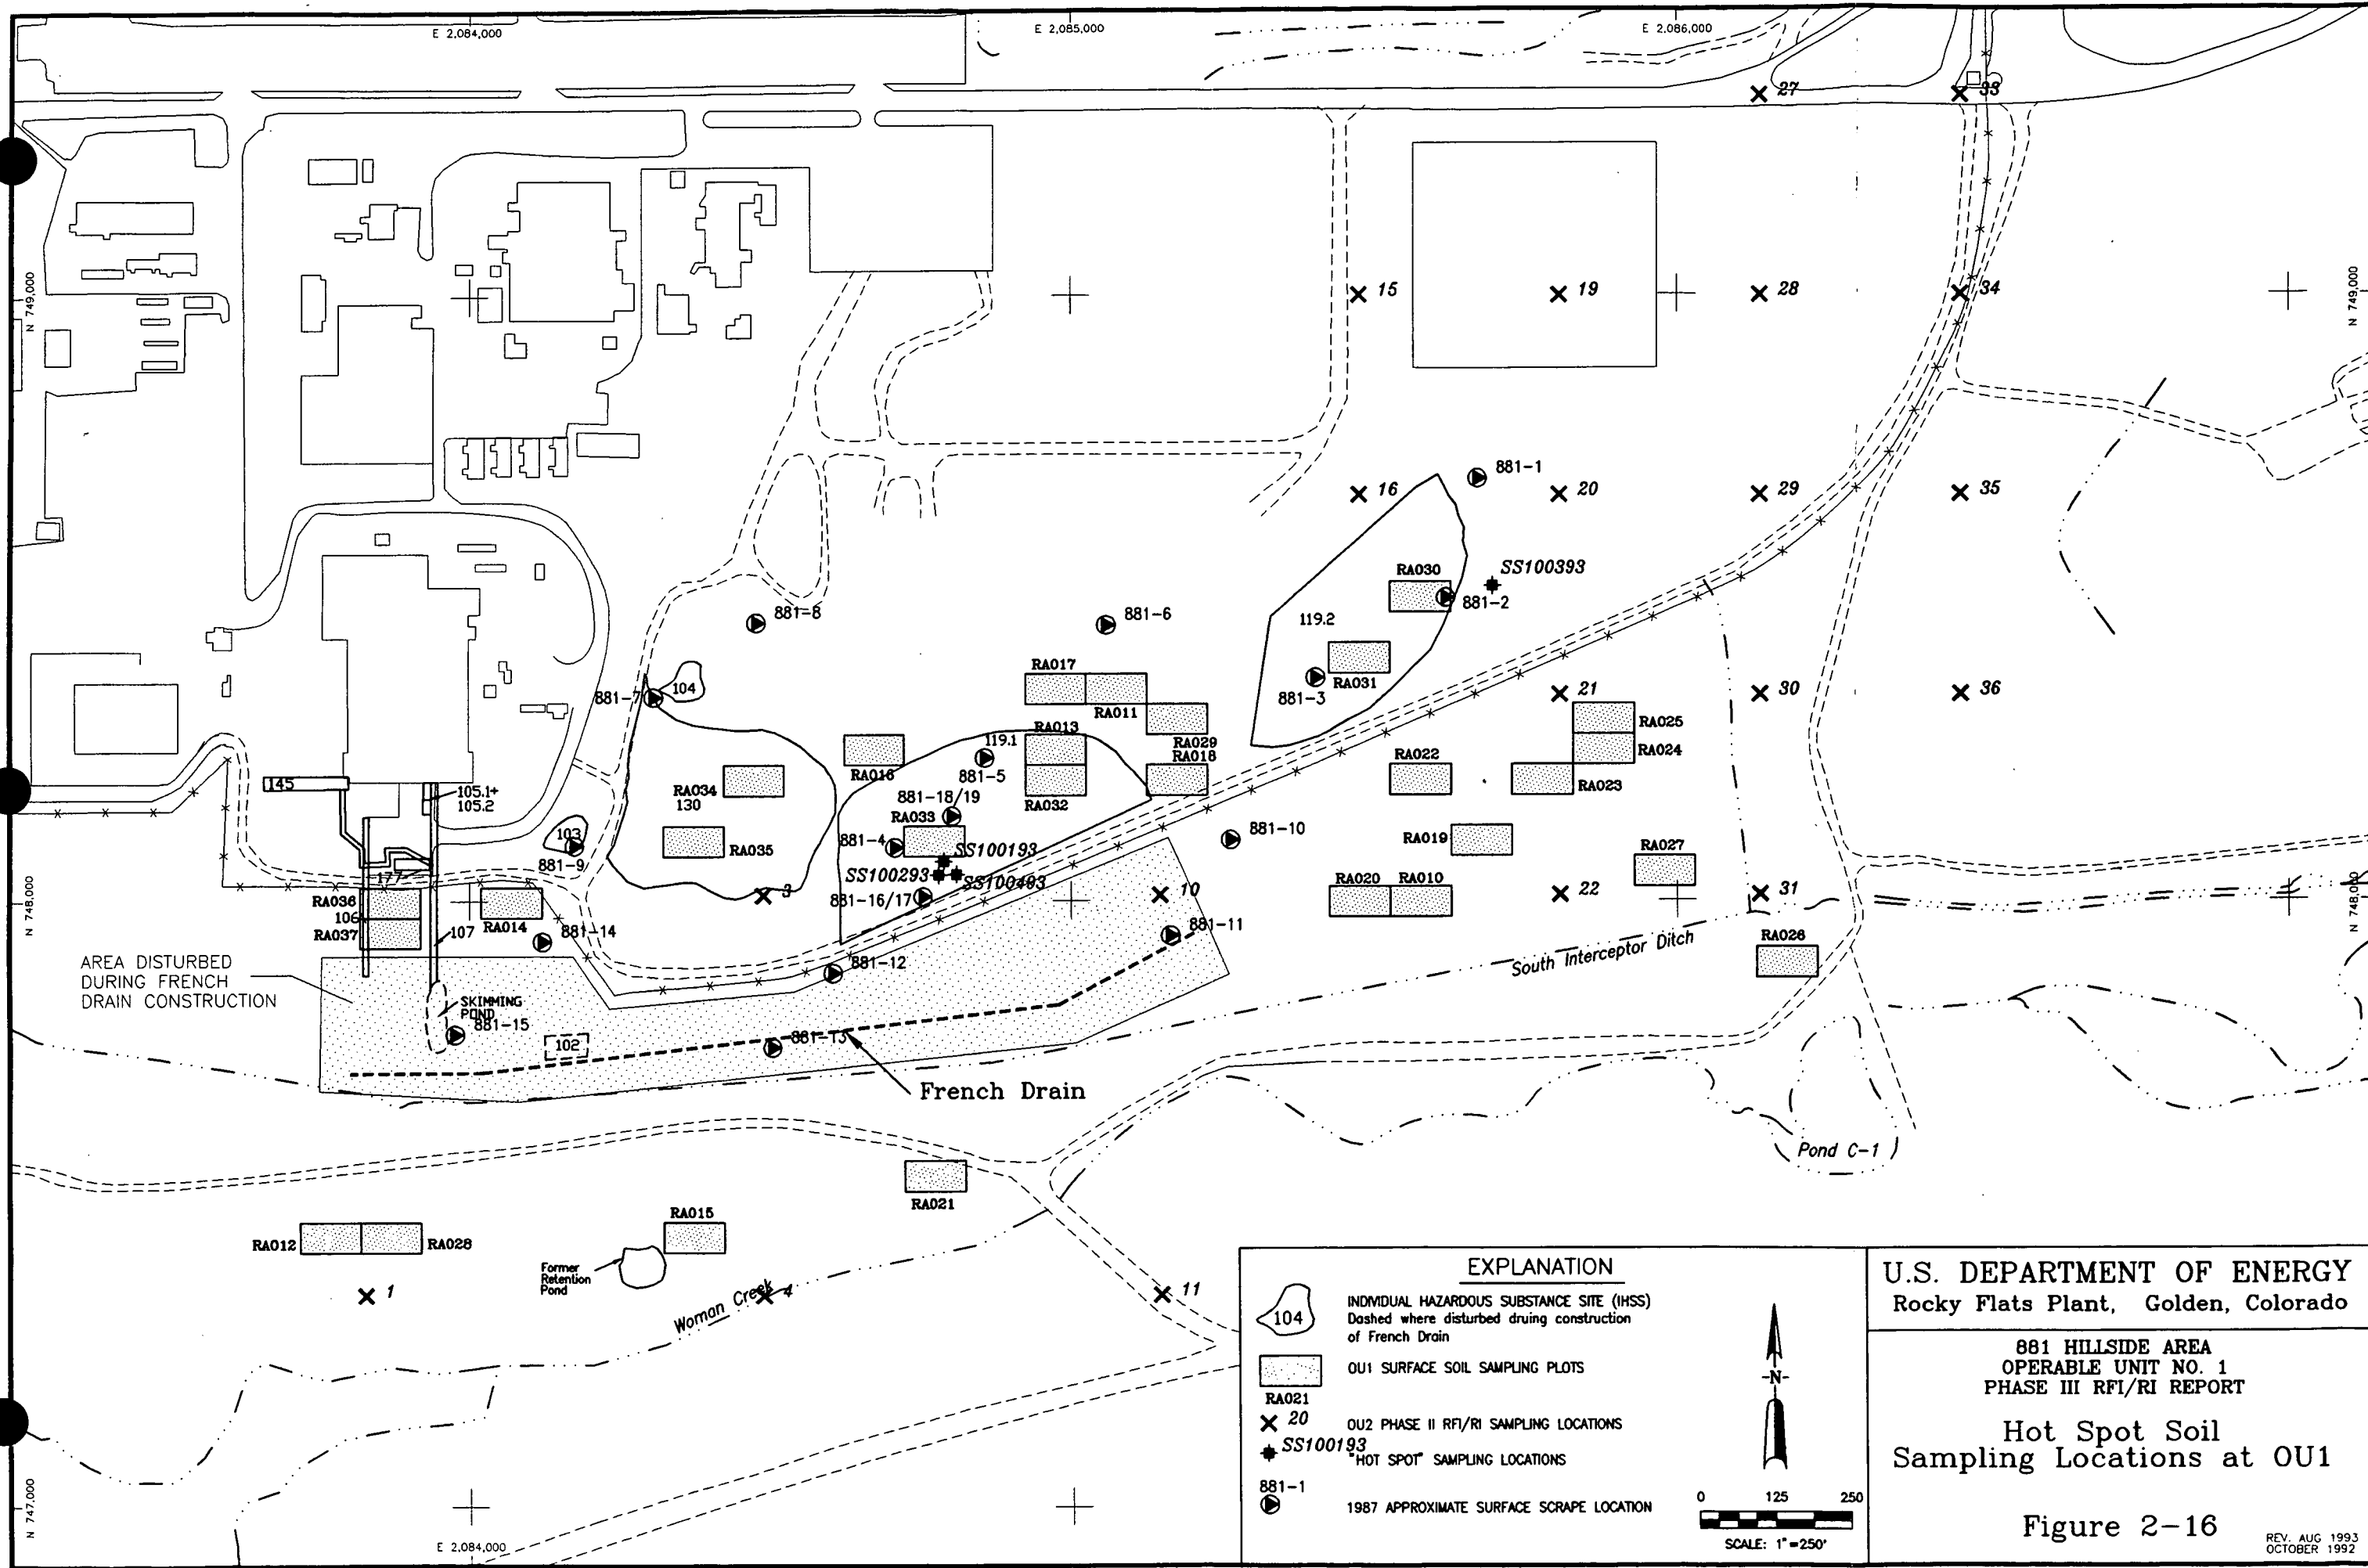 E 2,084,000
E 2,085,000
E 2,086,000
27
33
N 749,000
N 749,000
15
19
28
34
881-1
16
20
29
35
SS100393
RA030
881-2
881-8
881-6
119.2
RA017
RA031
881-7
104
881-3
21
30
36
RA011
RA013
RA025
RA029
119.1
RA018
RA022
RA024
RA016
881-5
145
105.1+
105.2
RA034
130
RA032
RA023
881-18/19
RA033
103
881-4
881-10
RA019
RA027
RA035
SS100193
881-9
177
SS100293
SS100493
RA020
RA010
RA036
3
881-16/17
10
22
31
106
N 748,000
N 748,000
RA037
107
RA014
881-14
881-11
RA026
South Interceptor Ditch
AREA DISTURBED
DURING FRENCH
DRAIN CONSTRUCTION
881-12
SKIMMING
POND
881-15
102
881-13
French Drain
Pond C-1
RA021
RA015
RA012
RA028
Former
Retention
Pond
1
Woman Creek
4
11
EXPLANATION
104
INDIVIDUAL HAZARDOUS SUBSTANCE SITE (IHSS)
Dashed where disturbed druing construction
of French Drain
OU1 SURFACE SOIL SAMPLING PLOTS
RA021
20
OU2 PHASE II RFI/RI SAMPLING LOCATIONS
SS100193
"HOT SPOT" SAMPLING LOCATIONS
881-1
1987 APPROXIMATE SURFACE SCRAPE LOCATION
-N-
0 125 250
SCALE: 1"=250'
U.S. DEPARTMENT OF ENERGY
Rocky Flats Plant, Golden, Colorado
881 HILLSIDE AREA
OPERABLE UNIT NO. 1
PHASE III RFI/RI REPORT
Hot Spot Soil
Sampling Locations at OU1
Figure 2-16
REV. AUG 1993
OCTOBER 1992
N 747,000
E 2,084,000